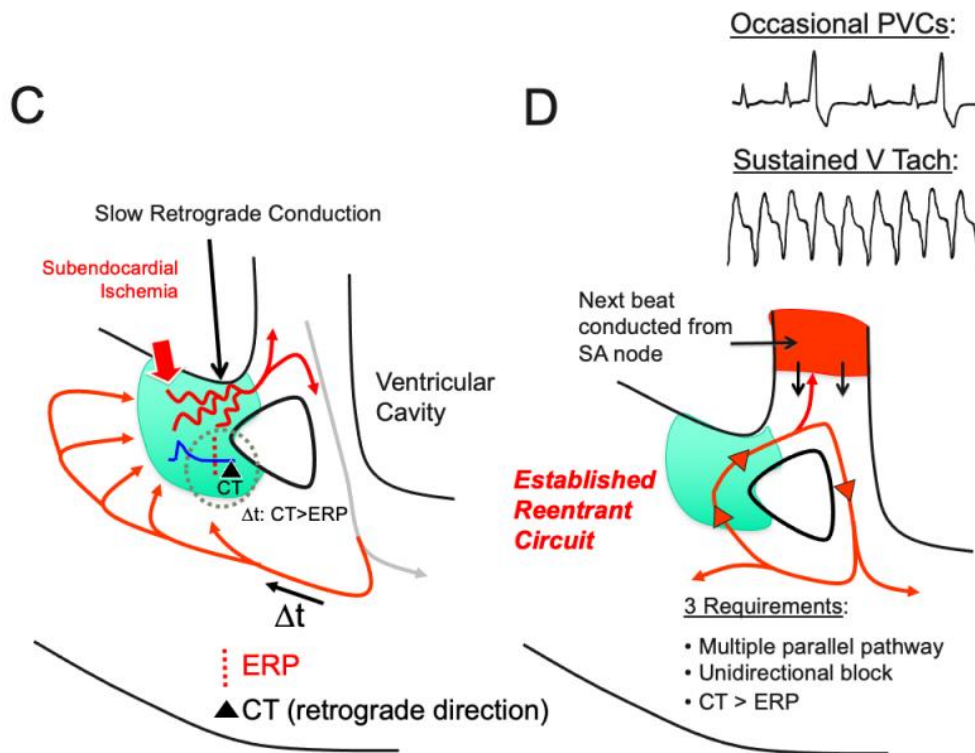 C
Slow Retrograde Conduction
Subendocardial
Ischemia
Ventricular
Cavity
CT
Δt: CT>ERP
Δt
ERP
CT (retrograde direction)
D
Occasional PVCs:
Sustained V Tach:
Next beat
conducted from
SA node
Established
Reentrant
Circuit
3 Requirements:
• Multiple parallel pathway
• Unidirectional block
• CT > ERP